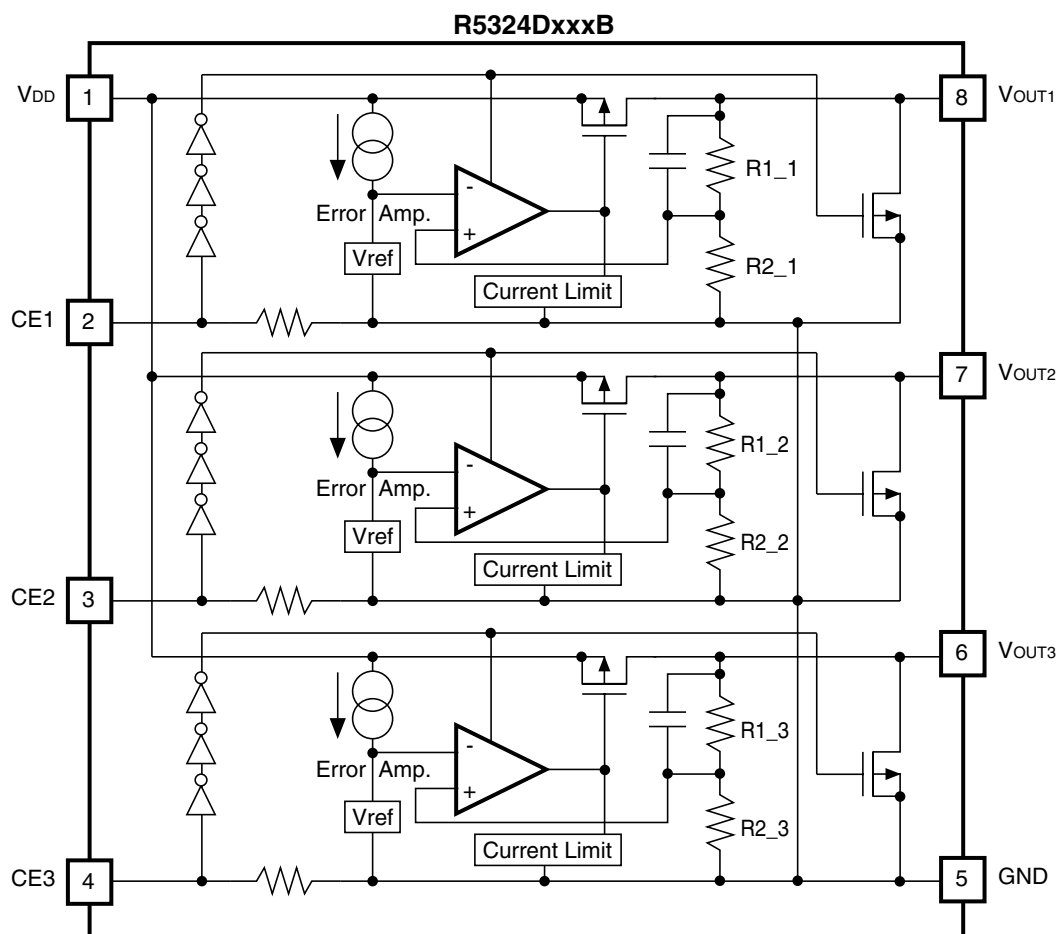 R5324DxxxB
VDD 1
8 VOUT1
R1_1
-
Error Amp.
+
Vref
R2_1
Current Limit
CE1 2
7 VOUT2
R1_2
-
Error Amp.
+
Vref
R2_2
Current Limit
CE2 3
6 VOUT3
R1_3
-
Error Amp.
+
Vref
R2_3
Current Limit
CE3 4
5 GND